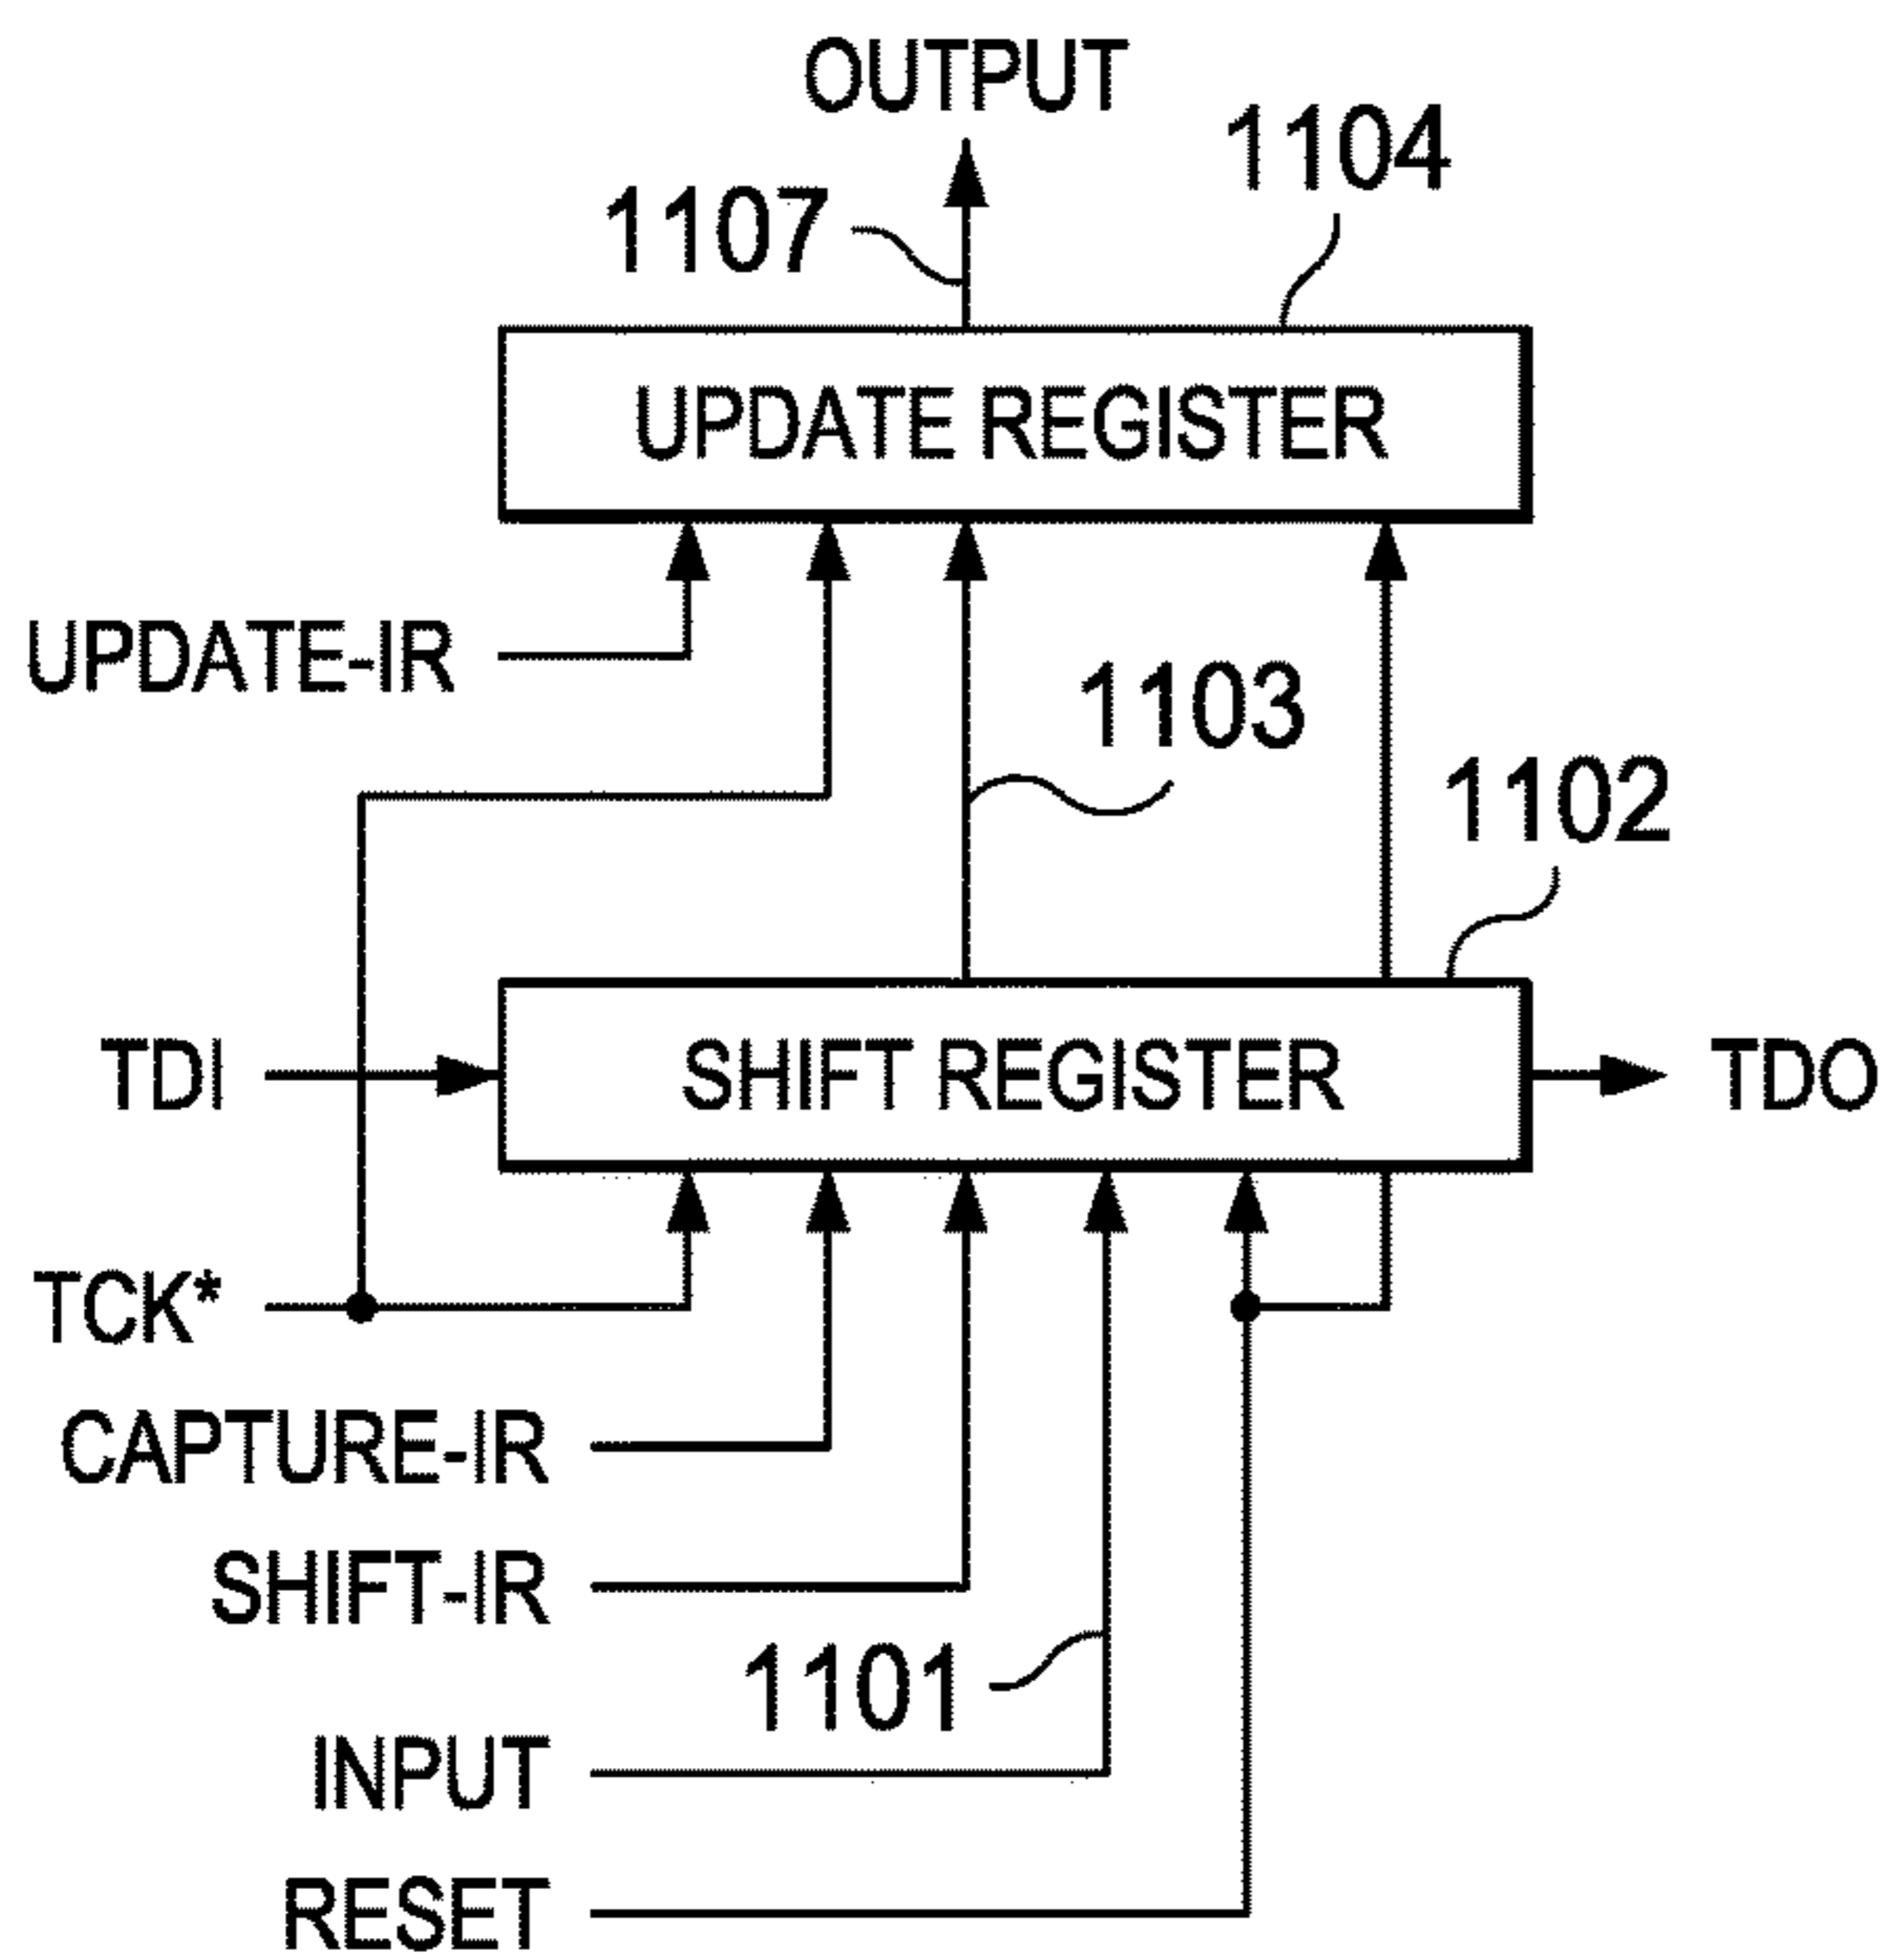 OUTPUT
1104
1107
UPDATE REGISTER
UPDATE-IR
1103
1102
TDI
SHIFT REGISTER
TDO
TCK*
CAPTURE-IR
SHIFT-IR
1101
INPUT
RESET